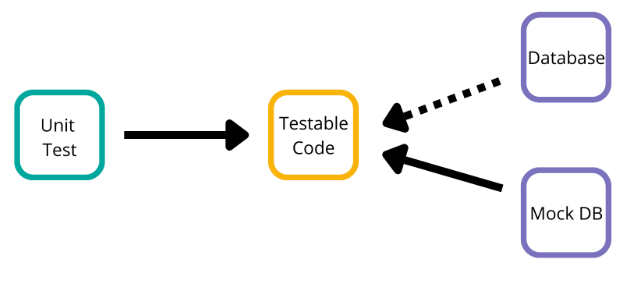 Unit
Test
Testable
Code
Database
Mock DB